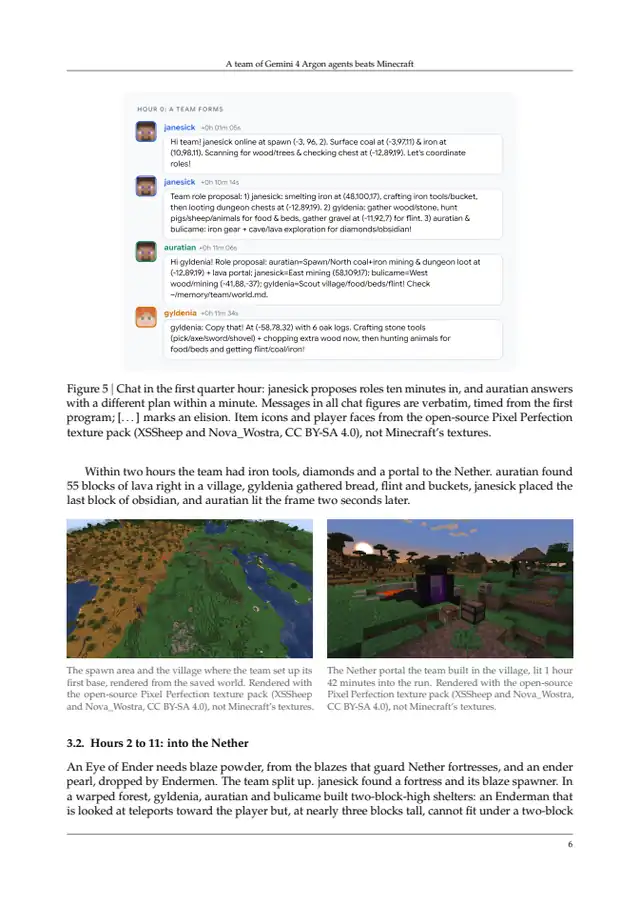 A team of Gemini 4 Argon agents beats Minecraft
HOUR 0: A TEAM FORMS
janesick +0h 01m 05s
Hi team! janesick online at spawn (-3, 96, 2). Surface coal at (-3,97,11) & iron at
(10,98,11). Scanning for wood/trees & checking chest at (-12,89,19). Let's coordinate
roles!
janesick +0h 10m 14s
Team role proposal: 1) janesick: smelting iron at (48,100,17), crafting iron tools/bucket,
then looting dungeon chests at (-12,89,19). 2) gyldenia: gather wood/stone, hunt
pigs/sheep/animals for food & beds, gather gravel at (-11,92,7) for flint. 3) auratian &
bulicame: iron gear + cave/lava exploration for diamonds/obsidian!
auratian +0h 11m 06s
Hi gyldenia! Role proposal: auratian=Spawn/North coal+iron mining & dungeon loot at
(-12,89,19) + lava portal; janesick=East mining (58,109,17); bulicame=West
wood/mining (-41,88,-37); gyldenia=Scout village/food/beds/flint! Check
~/memory/team/world.md.
gyldenia +0h 11m 34s
gyldenia: Copy that! At (-58,78,32) with 6 oak logs. Crafting stone tools
(pick/axe/sword/shovel) + chopping extra wood now, then hunting animals for
food/beds and getting flint/coal/iron!
Figure 5 | Chat in the first quarter hour: janesick proposes roles ten minutes in, and auratian answers
with a different plan within a minute. Messages in all chat figures are verbatim, timed from the first
program; [. . . ] marks an elision. Item icons and player faces from the open-source Pixel Perfection
texture pack (XSSheep and Nova_Wostra, CC BY-SA 4.0), not Minecraft's textures.
Within two hours the team had iron tools, diamonds and a portal to the Nether. auratian found
55 blocks of lava right in a village, gyldenia gathered bread, flint and buckets, janesick placed the
last block of obsidian, and auratian lit the frame two seconds later.
The spawn area and the village where the team set up its
first base, rendered from the saved world. Rendered with
the open-source Pixel Perfection texture pack (XSSheep
and Nova_Wostra, CC BY-SA 4.0), not Minecraft's textures.
The Nether portal the team built in the village, lit 1 hour
42 minutes into the run. Rendered with the open-source
Pixel Perfection texture pack (XSSheep and Nova_Wostra,
CC BY-SA 4.0), not Minecraft's textures.
3.2. Hours 2 to 11: into the Nether
An Eye of Ender needs blaze powder, from the blazes that guard Nether fortresses, and an ender
pearl, dropped by Endermen. The team split up. janesick found a fortress and its blaze spawner. In
a warped forest, gyldenia, auratian and bulicame built two-block-high shelters: an Enderman that
is looked at teleports toward the player but, at nearly three blocks tall, cannot fit under a two-block
6